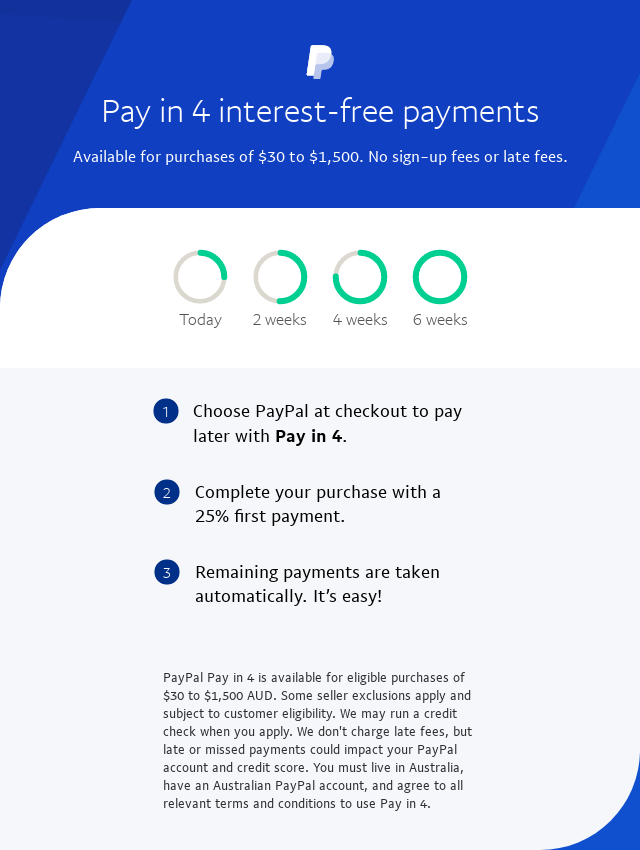 Pay in 4 interest-free payments
Available for purchases of $30 to $1,500. No sign-up fees or late fees.
Today
2 weeks
4 weeks
6 weeks
1
Choose PayPal at checkout to pay
later with Pay in 4.
2
Complete your purchase with a
25% first payment.
3
Remaining payments are taken
automatically. It’s easy!
PayPal Pay in 4 is available for eligible purchases of
$30 to $1,500 AUD. Some seller exclusions apply and
subject to customer eligibility. We may run a credit
check when you apply. We don't charge late fees, but
late or missed payments could impact your PayPal
account and credit score. You must live in Australia,
have an Australian PayPal account, and agree to all
relevant terms and conditions to use Pay in 4.